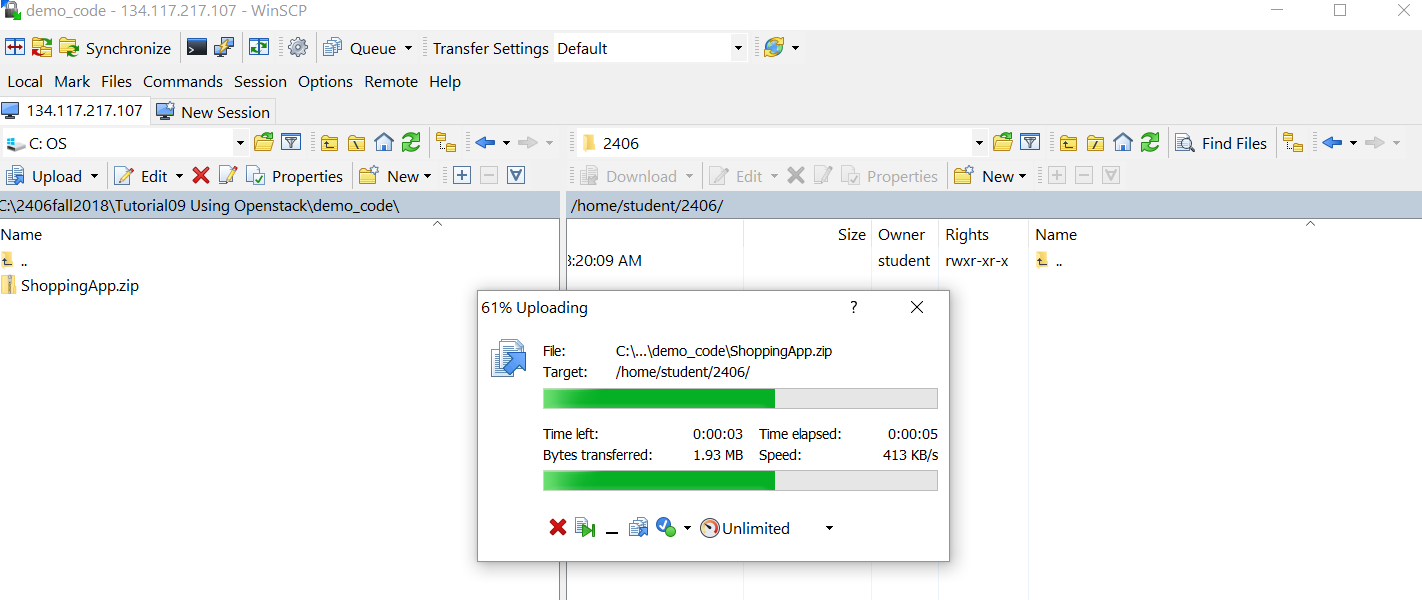 demo_code - 134.117.217.107 - WinSCP
Synchronize Queue Transfer Settings Default
Local Mark Files Commands Session Options Remote Help
134.117.217.107 New Session
C: OS 2406 Find Files
Upload Edit Properties New Download Edit Properties New
C:\2406fall2018\Tutorial09 Using Openstack\demo_code\ /home/student/2406/
Name Size Owner Rights Name
.. 3:20:09 AM student rwxr-xr-x ..
ShoppingApp.zip
61% Uploading ?
File: C:\...\demo_code\ShoppingApp.zip
Target: /home/student/2406/
Time left: 0:00:03 Time elapsed: 0:00:05
Bytes transferred: 1.93 MB Speed: 413 KB/s
Unlimited